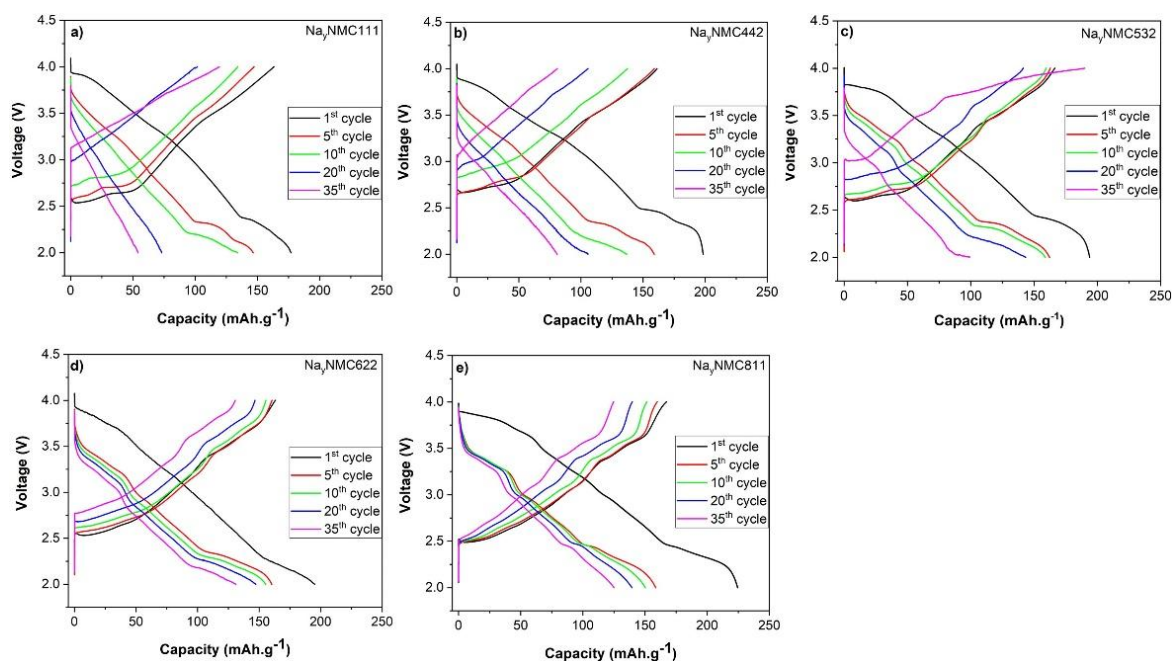 a)
NaᵧNMC111
4.5
4.0
3.5
3.0
2.5
2.0
Voltage (V)
1st cycle
5th cycle
10th cycle
20th cycle
35th cycle
0 50 100 150 200 250
Capacity (mAh.g-1)
b)
NaᵧNMC442
4.5
4.0
3.5
3.0
2.5
2.0
Voltage (V)
1st cycle
5th cycle
10th cycle
20th cycle
35th cycle
0 50 100 150 200 250
Capacity (mAh.g-1)
c)
NaᵧNMC532
4.5
4.0
3.5
3.0
2.5
2.0
Voltage (V)
1st cycle
5th cycle
10th cycle
20th cycle
35th cycle
0 50 100 150 200 250
Capacity (mAh.g-1)
d)
NaᵧNMC622
4.5
4.0
3.5
3.0
2.5
2.0
Voltage (V)
1st cycle
5th cycle
10th cycle
20th cycle
35th cycle
0 50 100 150 200 250
Capacity (mAh.g-1)
e)
NaᵧNMC811
4.5
4.0
3.5
3.0
2.5
2.0
Voltage (V)
1st cycle
5th cycle
10th cycle
20th cycle
35th cycle
0 50 100 150 200 250
Capacity (mAh.g-1)